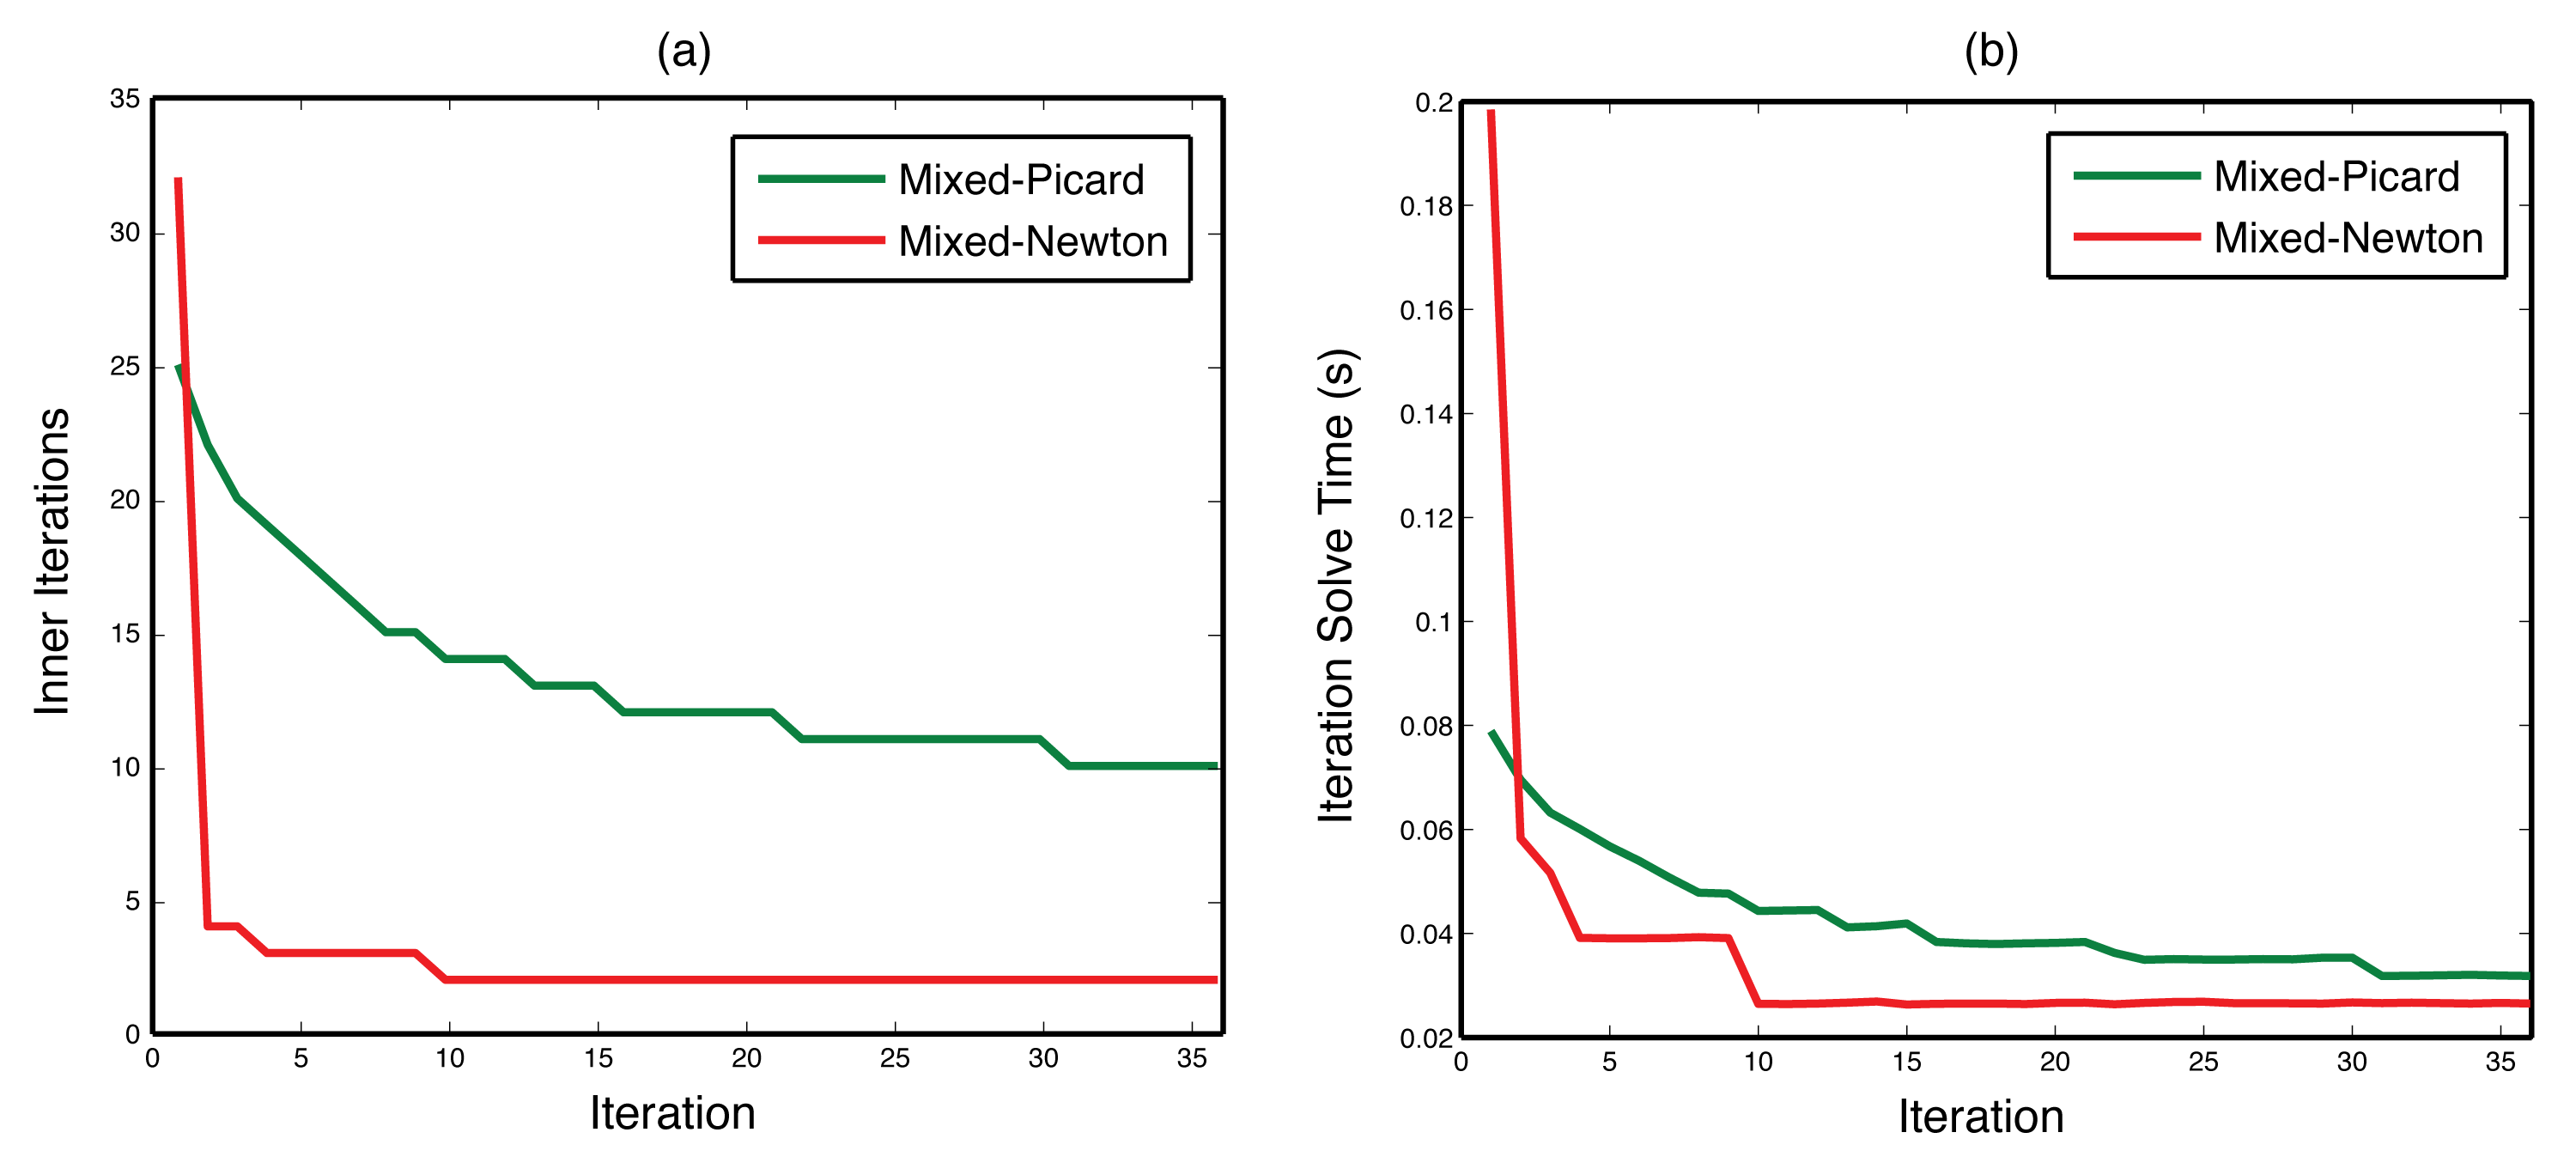 (a)
35
30
25
20
15
10
5
0
0 5 10 15 20 25 30 35
Inner Iterations
Iteration
Mixed-Picard
Mixed-Newton
(b)
0.2
0.18
0.16
0.14
0.12
0.1
0.08
0.06
0.04
0.02
0 5 10 15 20 25 30 35
Iteration Solve Time (s)
Iteration
Mixed-Picard
Mixed-Newton